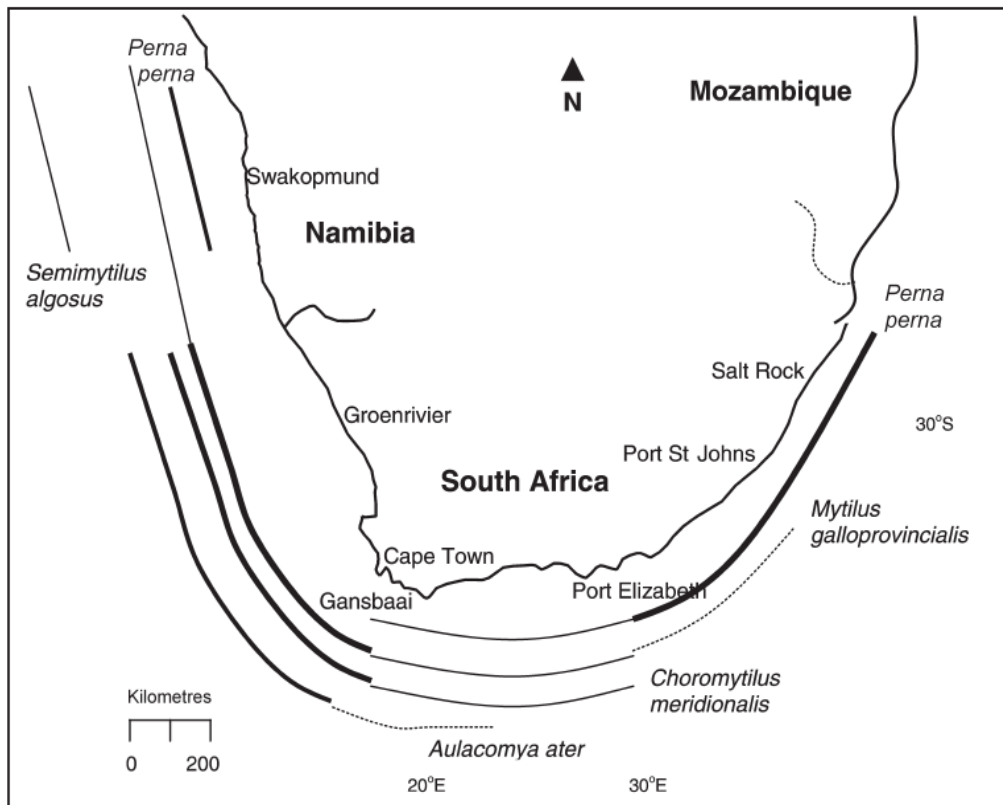 Perna
perna
N
Mozambique
Swakopmund
Namibia
Semimytilus
algosus
Perna
perna
Salt Rock
Groenrivier
30°S
Port St Johns
South Africa
Mytilus
galloprovincialis
Cape Town
Port Elizabeth
Gansbaai
Choromytilus
meridionalis
Kilometres
0 200
Aulacomya ater
20°E 30°E